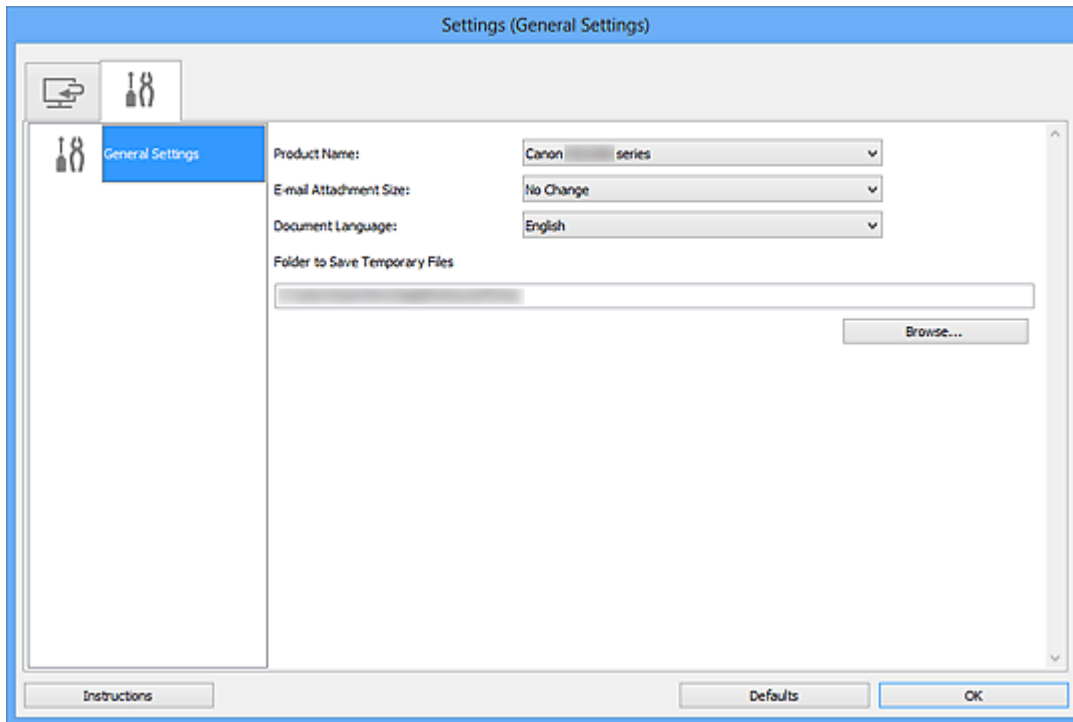 Settings (General Settings)
General Settings
Product Name:
Canon series
E-mail Attachment Size:
No Change
Document Language:
English
Folder to Save Temporary Files
Browse...
Instructions
Defaults
OK